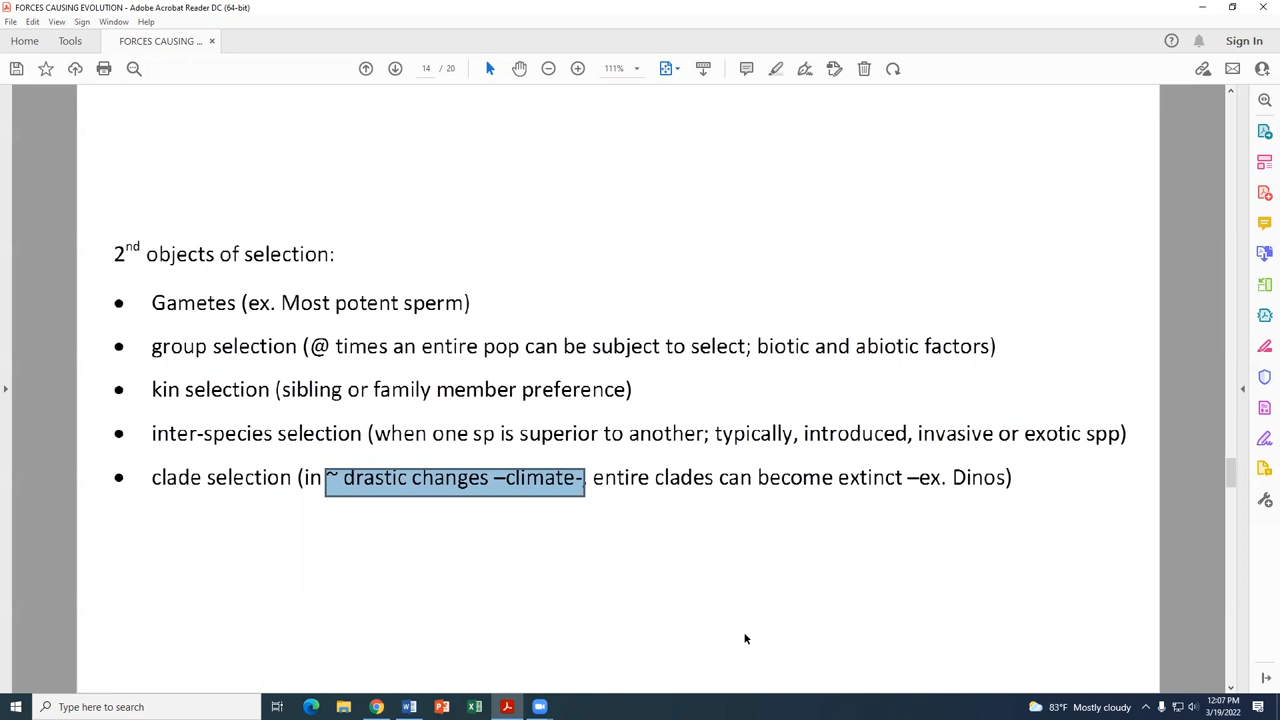 FORCES CAUSING EVOLUTION - Adobe Acrobat Reader DC (64-bit)
File Edit View Sign Window Help
Home Tools FORCES CAUSING ... × Sign In
14 / 20 111%
2nd objects of selection:
• Gametes (ex. Most potent sperm)
• group selection (@ times an entire pop can be subject to select; biotic and abiotic factors)
• kin selection (sibling or family member preference)
• inter-species selection (when one sp is superior to another; typically, introduced, invasive or exotic spp)
• clade selection (in ~ drastic changes –climate-, entire clades can become extinct –ex. Dinos)
Type here to search
83°F Mostly cloudy
12:07 PM
3/19/2022